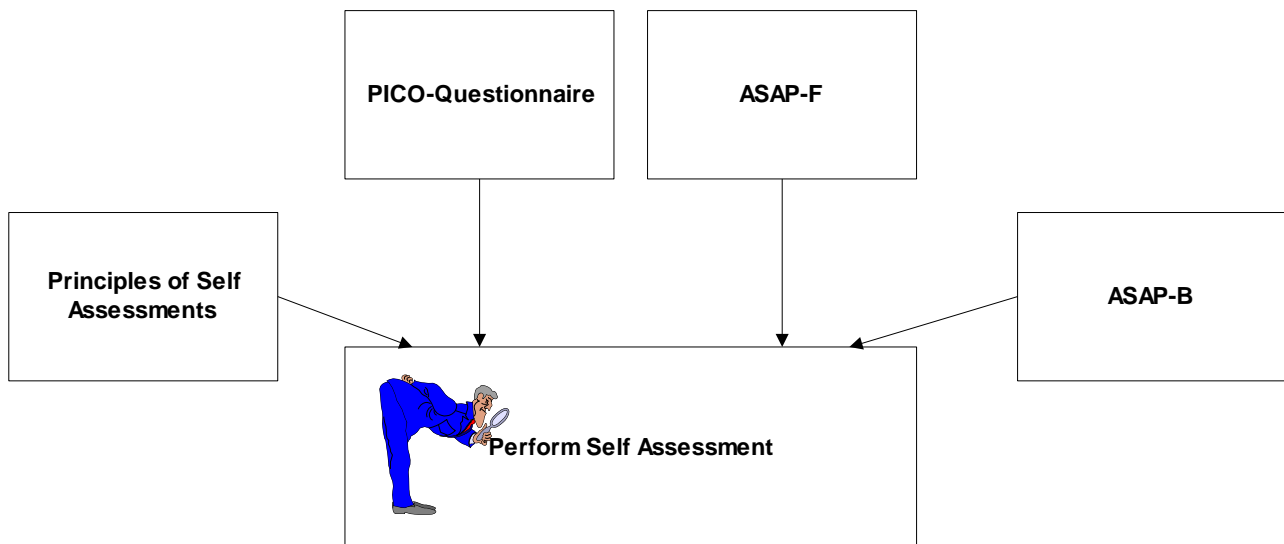 PICO-Questionnaire
ASAP-F
Principles of Self
Assessments
ASAP-B
Perform Self Assessment